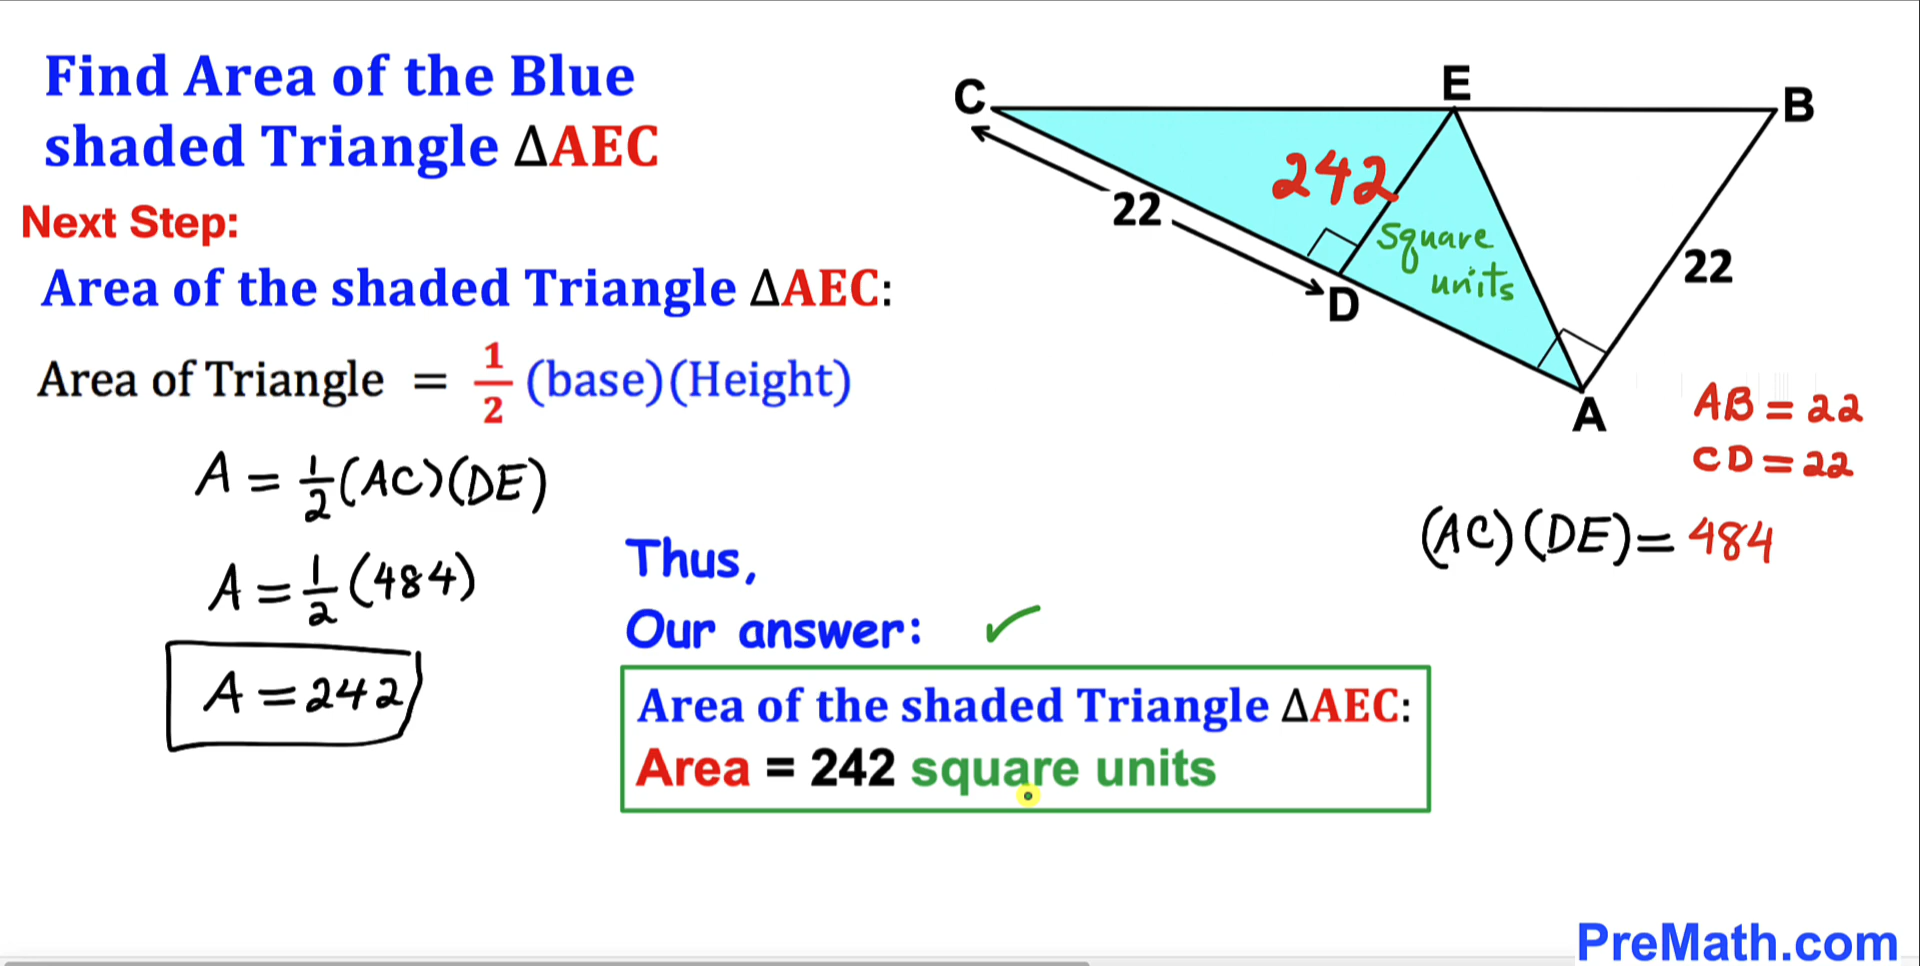 Find Area of the Blue
shaded Triangle ΔAEC
Next Step:
Area of the shaded Triangle ΔAEC:
Area of Triangle = 1/2 (base)(Height)
A = 1/2 (AC)(DE)
A = 1/2 (484)
A = 242
Thus,
Our answer: ✓
Area of the shaded Triangle ΔAEC:
Area = 242 square units
C
E
B
22
242
square
units
22
D
A
AB = 22
CD = 22
(AC)(DE) = 484
PreMath.com